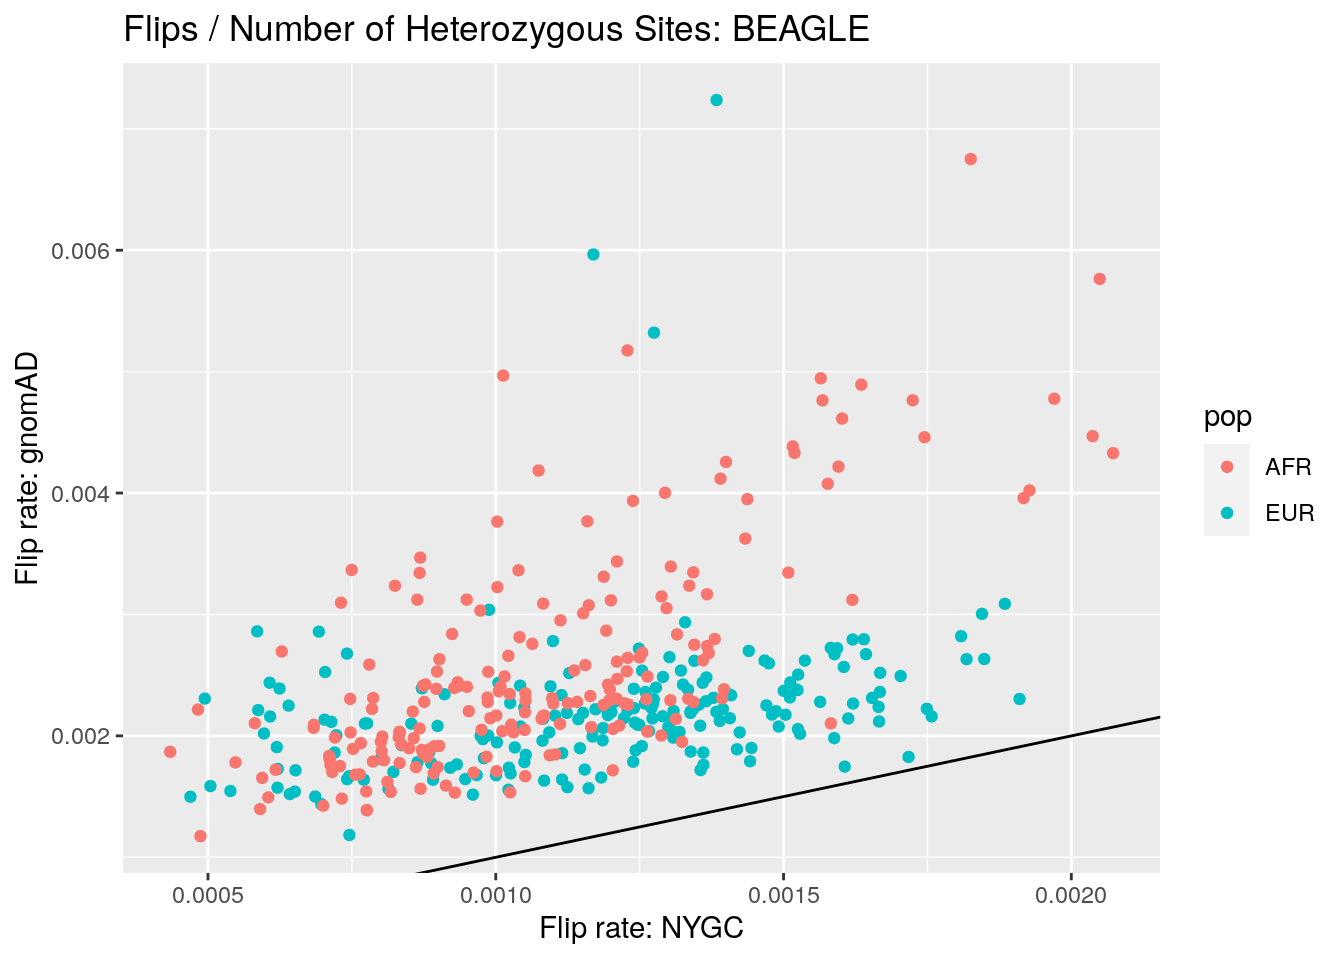 Flips / Number of Heterozygous Sites: BEAGLE
Flip rate: gnomAD
0.006
0.004
0.002
0.0005
0.0010
0.0015
0.0020
Flip rate: NYGC
pop
AFR
EUR